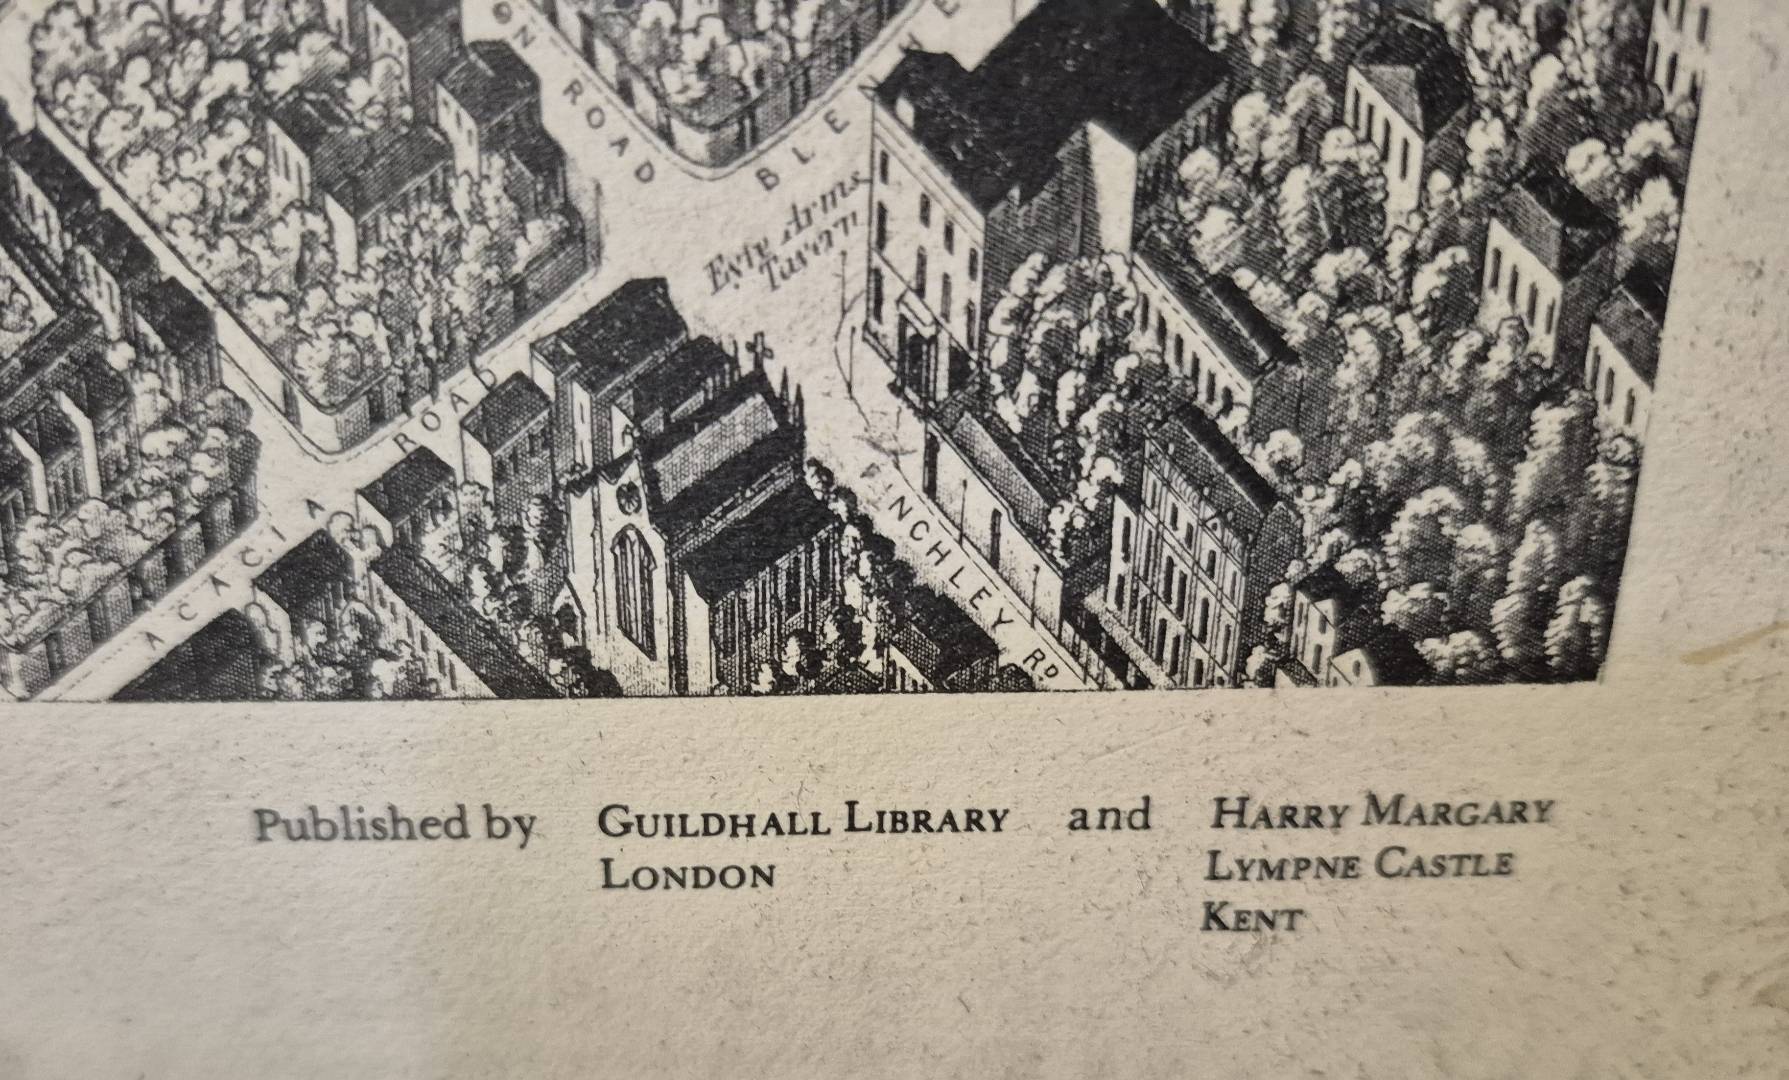 ON ROAD
BLE
Eyre Arms
Tavern
ACACIA ROAD
FINCHLEY RD
Published by GUILDHALL LIBRARY and HARRY MARGARY
LONDON LYMPNE CASTLE
KENT